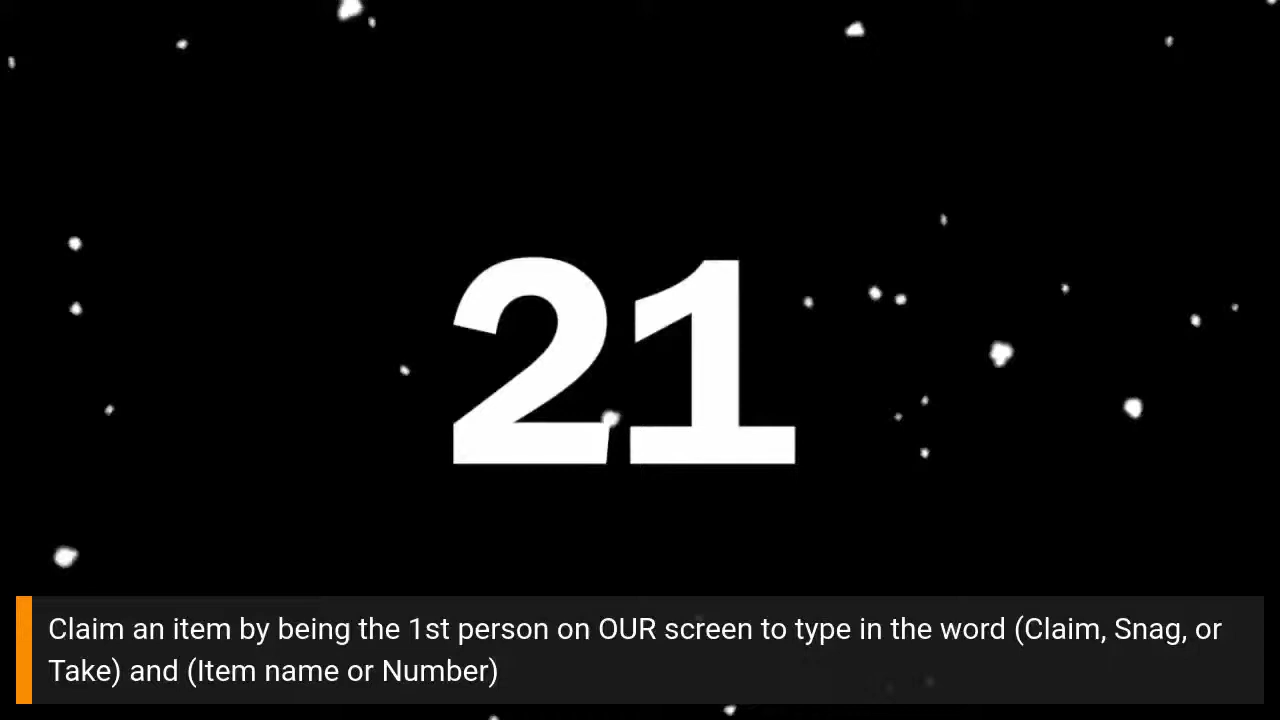 21
Claim an item by being the 1st person on OUR screen to type in the word (Claim, Snag, or
Take) and (Item name or Number)